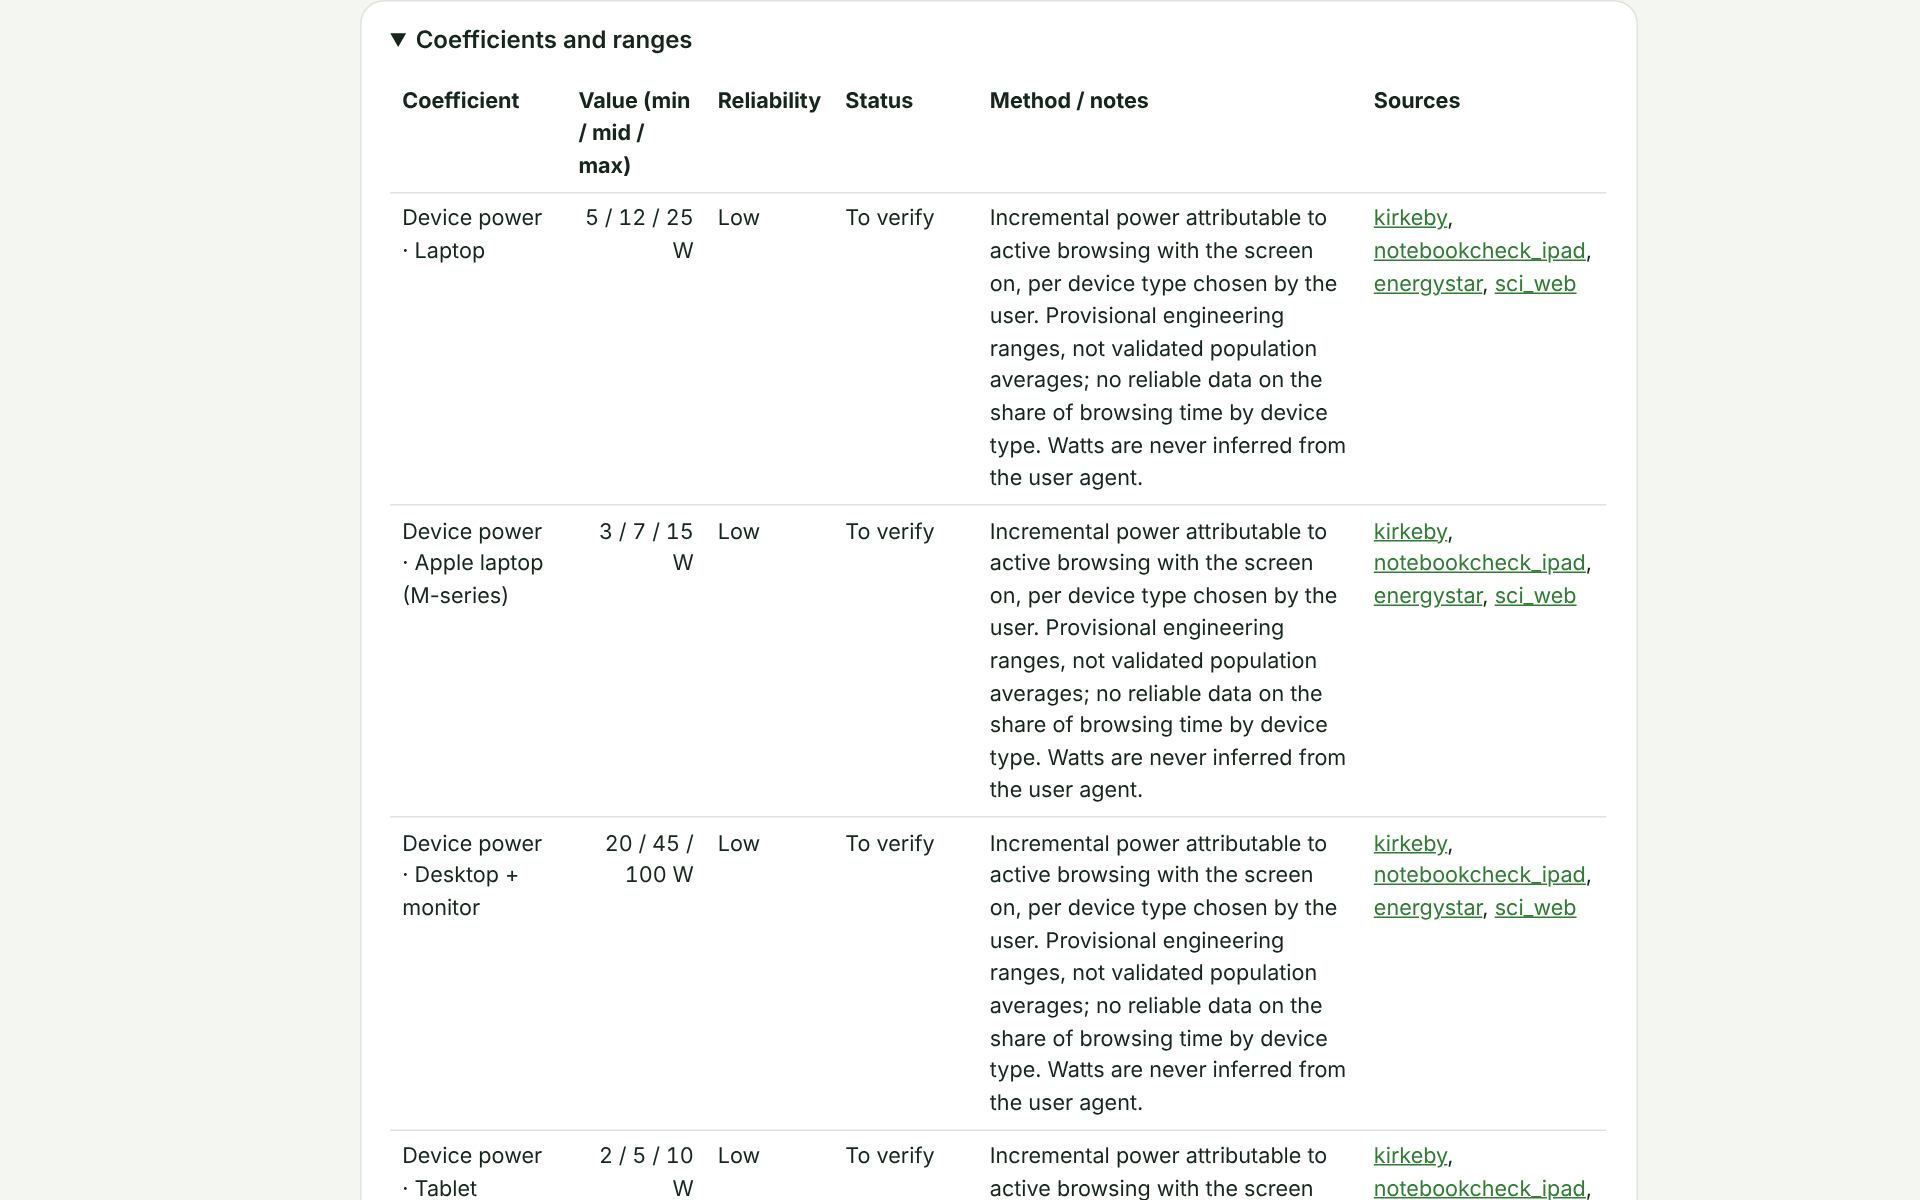 ▼ Coefficients and ranges
Coefficient Value (min / mid / max) Reliability Status Method / notes Sources
Device power · Laptop
5 / 12 / 25 W
Low
To verify
Incremental power attributable to
active browsing with the screen
on, per device type chosen by the
user. Provisional engineering
ranges, not validated population
averages; no reliable data on the
share of browsing time by device
type. Watts are never inferred from
the user agent.
kirkeby,
notebookcheck_ipad,
energystar, sci_web
Device power
· Apple laptop
(M-series)
3 / 7 / 15
W
Low
To verify
Incremental power attributable to
active browsing with the screen
on, per device type chosen by the
user. Provisional engineering
ranges, not validated population
averages; no reliable data on the
share of browsing time by device
type. Watts are never inferred from
the user agent.
kirkeby,
notebookcheck_ipad,
energystar, sci_web
Device power
· Desktop +
monitor
20 / 45 /
100 W
Low
To verify
Incremental power attributable to
active browsing with the screen
on, per device type chosen by the
user. Provisional engineering
ranges, not validated population
averages; no reliable data on the
share of browsing time by device
type. Watts are never inferred from
the user agent.
kirkeby,
notebookcheck_ipad,
energystar, sci_web
Device power
· Tablet
2 / 5 / 10
W
Low
To verify
Incremental power attributable to
active browsing with the screen
kirkeby,
notebookcheck_ipad,